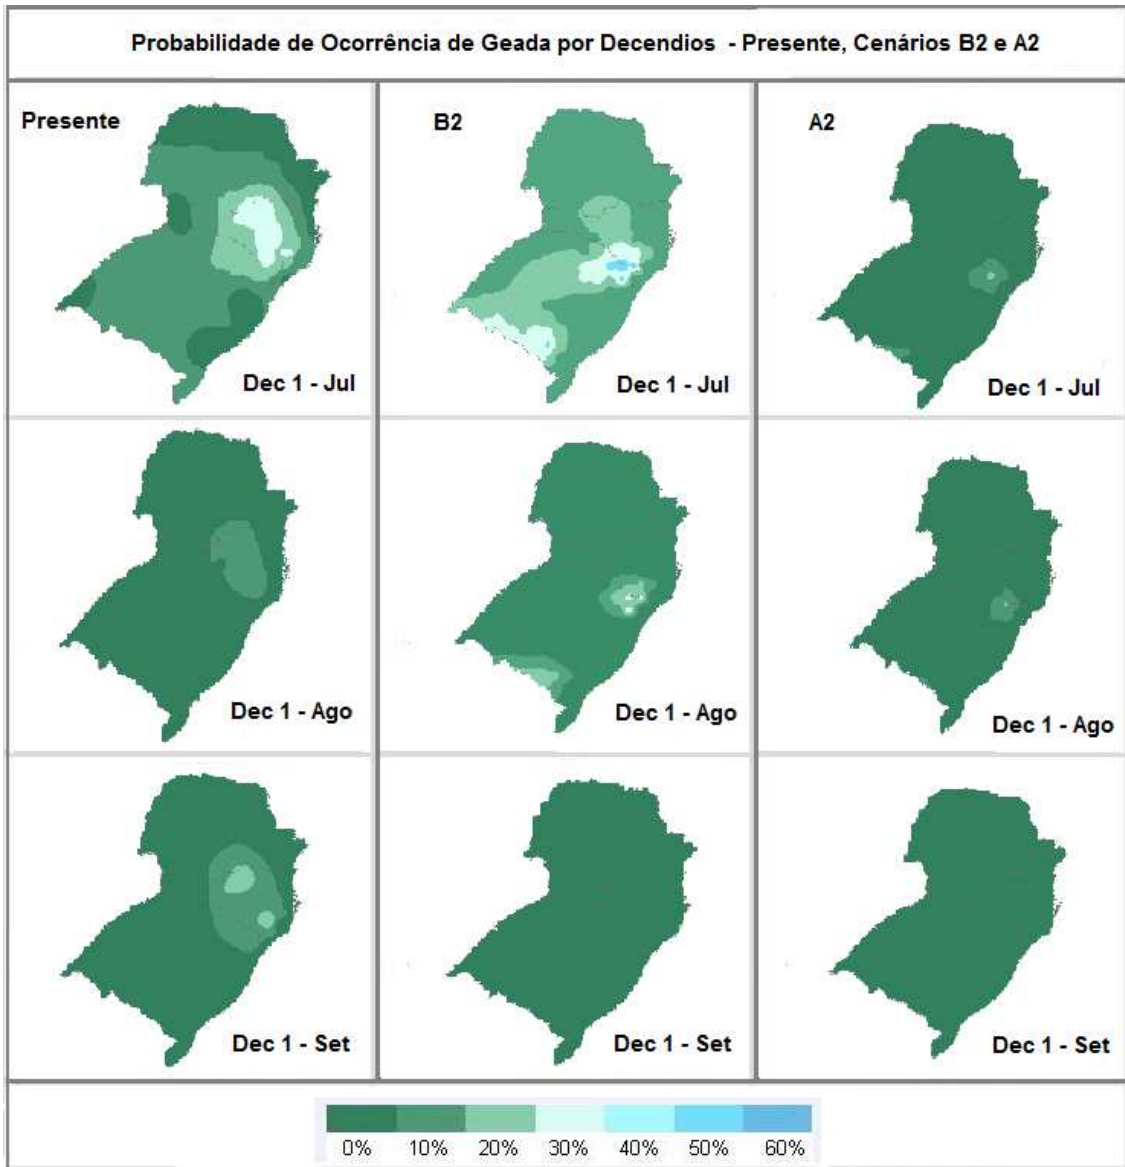 Probabilidade de Ocorrência de Geada por Decendios - Presente, Cenários B2 e A2
Presente
B2
A2
Dec 1 - Jul
Dec 1 - Jul
Dec 1 - Jul
Dec 1 - Ago
Dec 1 - Ago
Dec 1 - Ago
Dec 1 - Set
Dec 1 - Set
Dec 1 - Set
0% 10% 20% 30% 40% 50% 60%